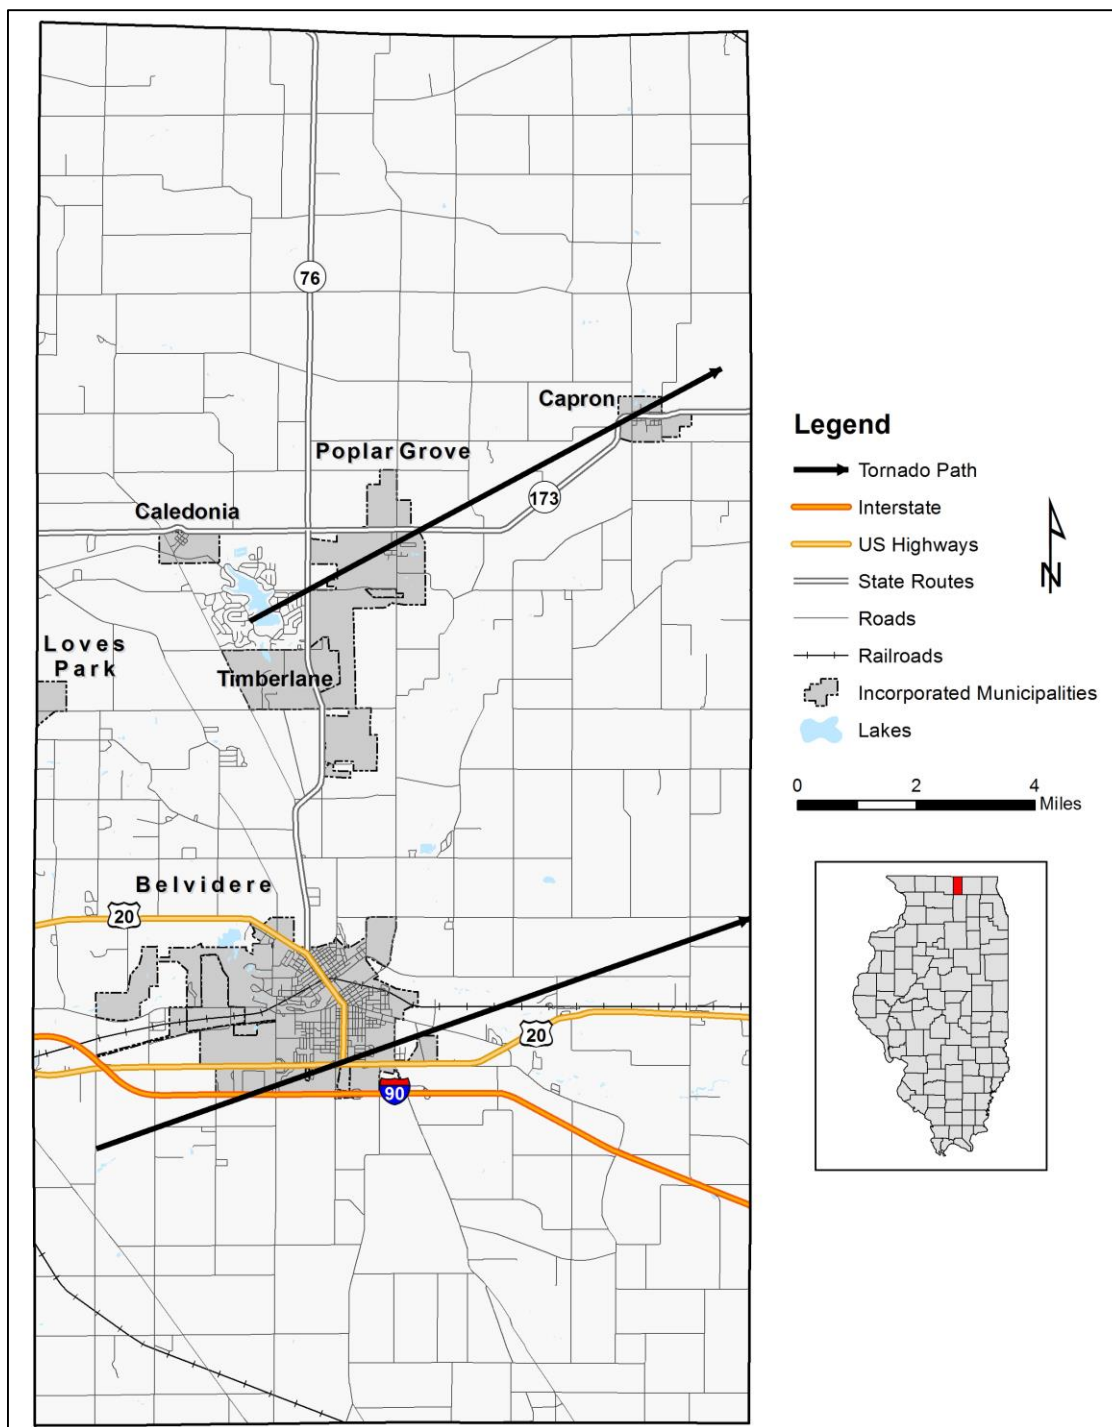 76
Capron
Poplar Grove
173
Caledonia
Loves
Park
Timberlane
Belvidere
20
20
90
Legend
Tornado Path
Interstate
US Highways
State Routes
Roads
Railroads
Incorporated Municipalities
Lakes
N
0 2 4
Miles